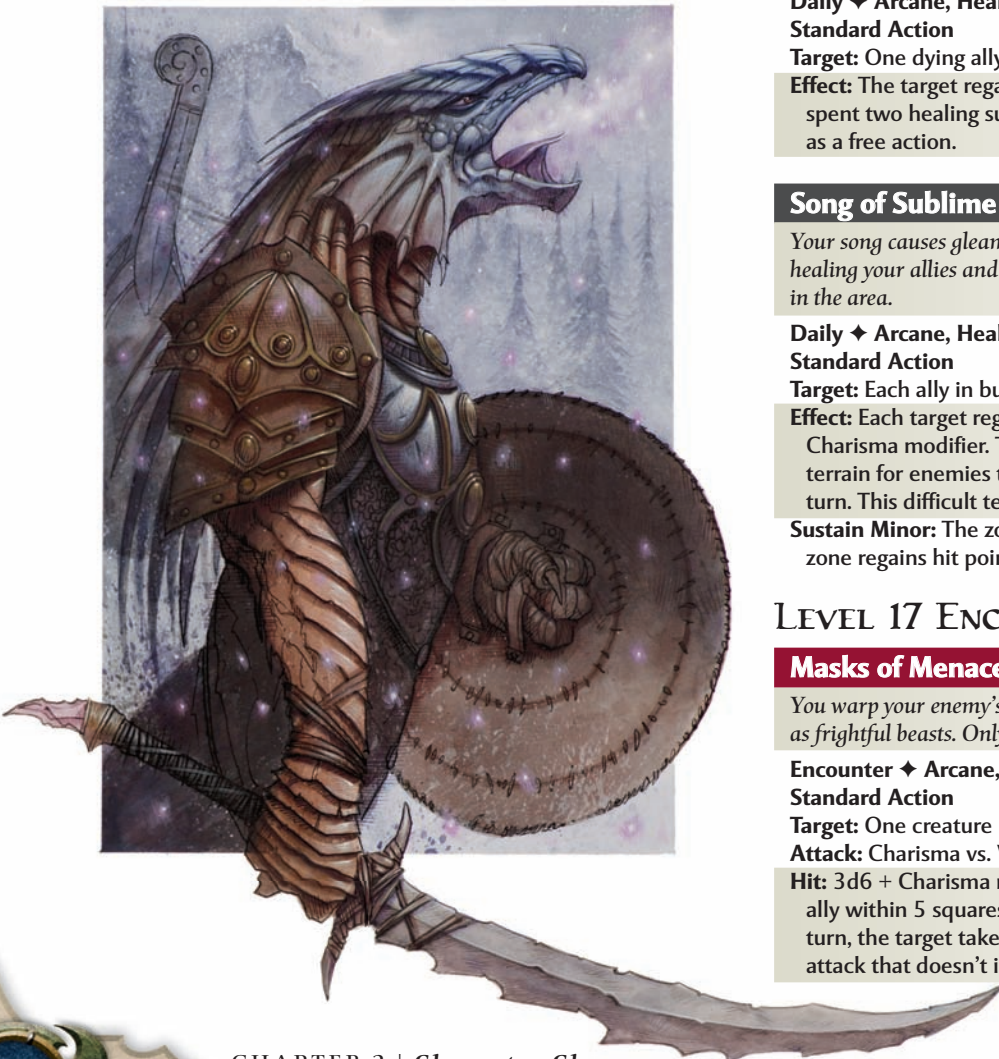 Daily ✦ Arcane, Heal
Standard Action
Target: One dying ally
Effect: The target rega
spent two healing su
as a free action.
Song of Sublime
Your song causes glean
healing your allies and
in the area.
Daily ✦ Arcane, Heal
Standard Action
Target: Each ally in bu
Effect: Each target reg
Charisma modifier. T
terrain for enemies t
turn. This difficult te
Sustain Minor: The zo
zone regains hit poin
LEVEL 17 ENC
Masks of Menace
You warp your enemy's
as frightful beasts. Only
Encounter ✦ Arcane,
Standard Action
Target: One creature
Attack: Charisma vs.
Hit: 3d6 + Charisma
ally within 5 squares
turn, the target take
attack that doesn't i
CHAPTER 2 |